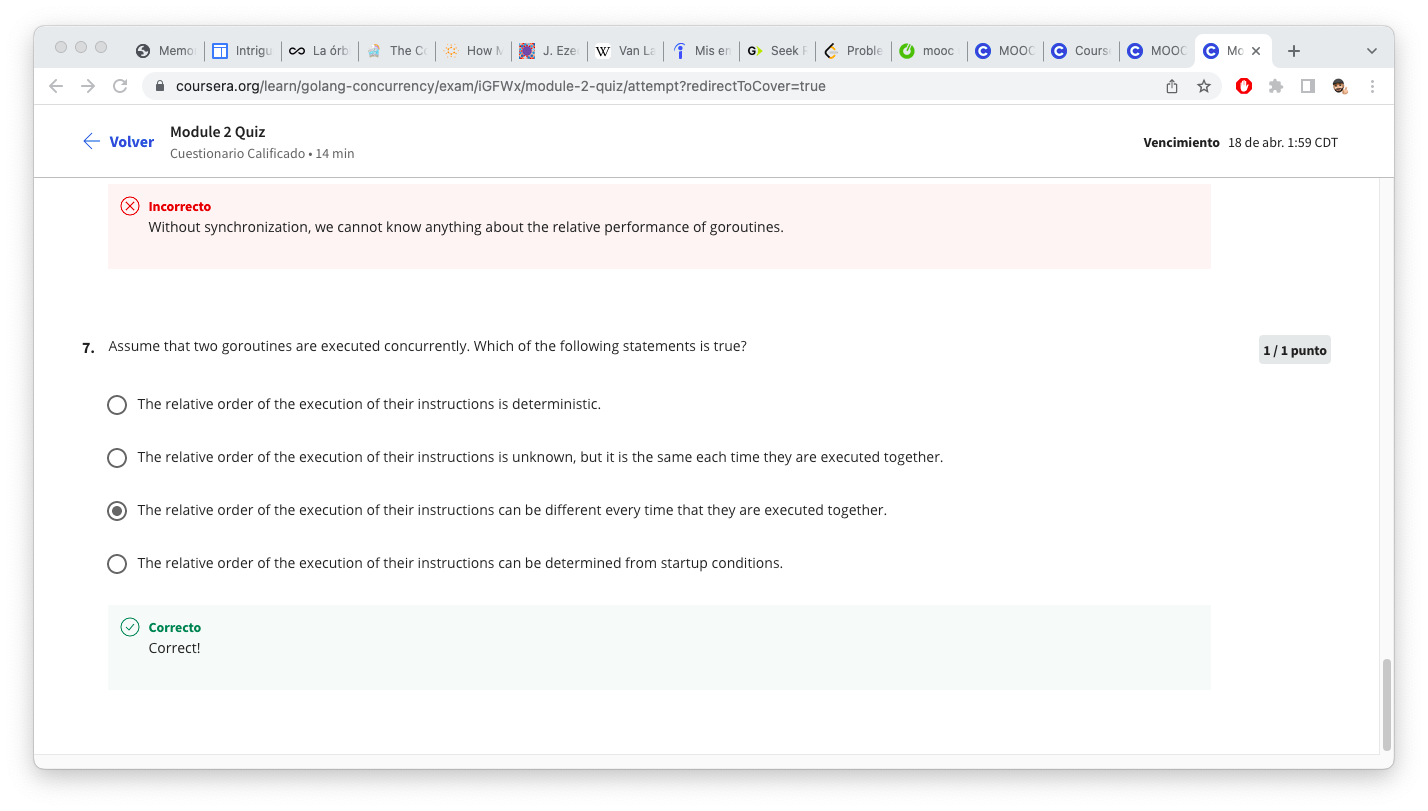 Memo
Intrigu
La órb
The Co
How M
J. Eze
W Van La
Mis en
G Seek F
Proble
mooc
MOOC
Cours
MOOC
Mo
coursera.org/learn/golang-concurrency/exam/iGFWx/module-2-quiz/attempt?redirectToCover=true
Volver
Module 2 Quiz
Cuestionario Calificado • 14 min
Vencimiento 18 de abr. 1:59 CDT
Incorrecto
Without synchronization, we cannot know anything about the relative performance of goroutines.
7. Assume that two goroutines are executed concurrently. Which of the following statements is true?
1 / 1 punto
The relative order of the execution of their instructions is deterministic.
The relative order of the execution of their instructions is unknown, but it is the same each time they are executed together.
The relative order of the execution of their instructions can be different every time that they are executed together.
The relative order of the execution of their instructions can be determined from startup conditions.
Correcto
Correct!